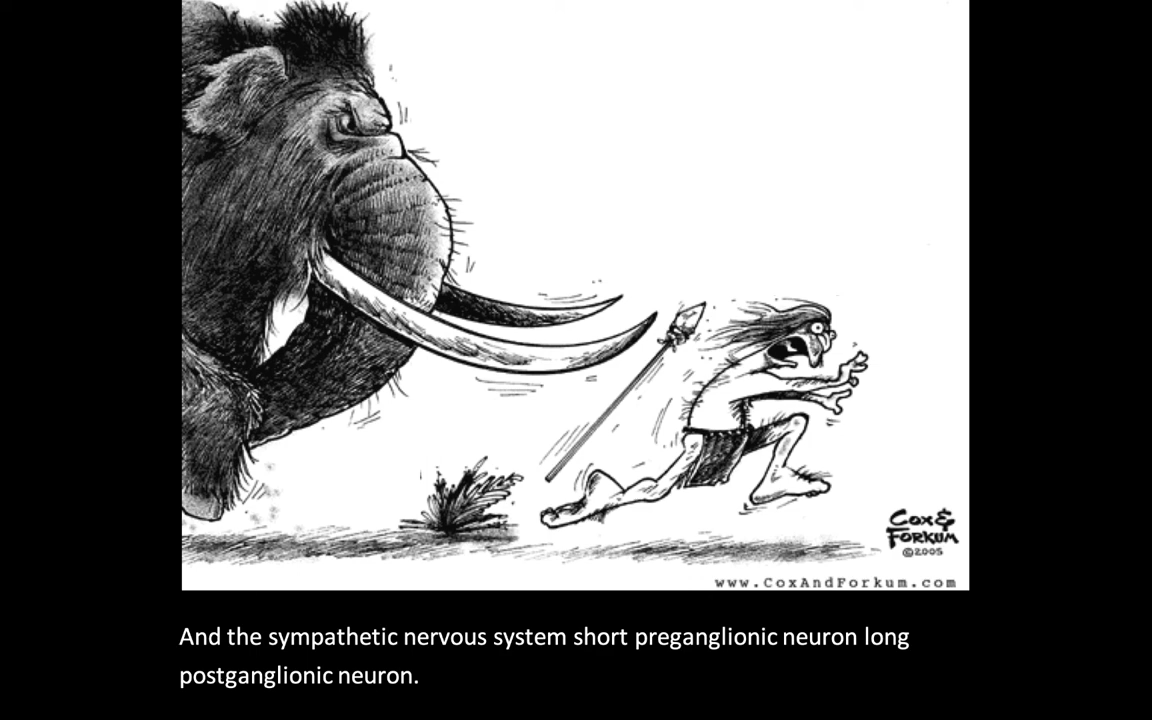 Cox &
Forkum
©2005
www.CoxAndForkum.com
And the sympathetic nervous system short preganglionic neuron long
postganglionic neuron.